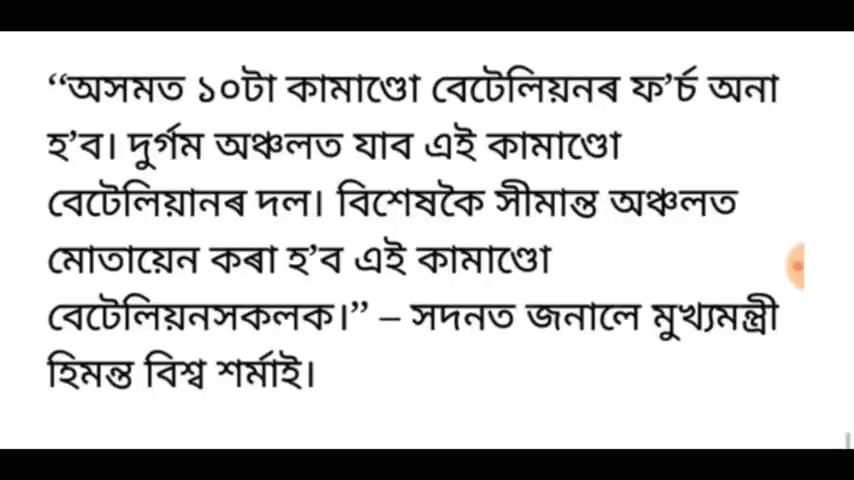 “অসমত ১০টা কামাণ্ডো বেটেলিয়নৰ ফ’ৰ্চ অনা
হ’ব। দুৰ্গম অঞ্চলত যাব এই কামাণ্ডো
বেটেলিয়ানৰ দল। বিশেষকৈ সীমান্ত অঞ্চলত
মোতায়েন কৰা হ’ব এই কামাণ্ডো
বেটেলিয়নসকলক।” – সদনত জনালে মুখ্যমন্ত্ৰী
হিমন্ত বিশ্ব শৰ্মাই।